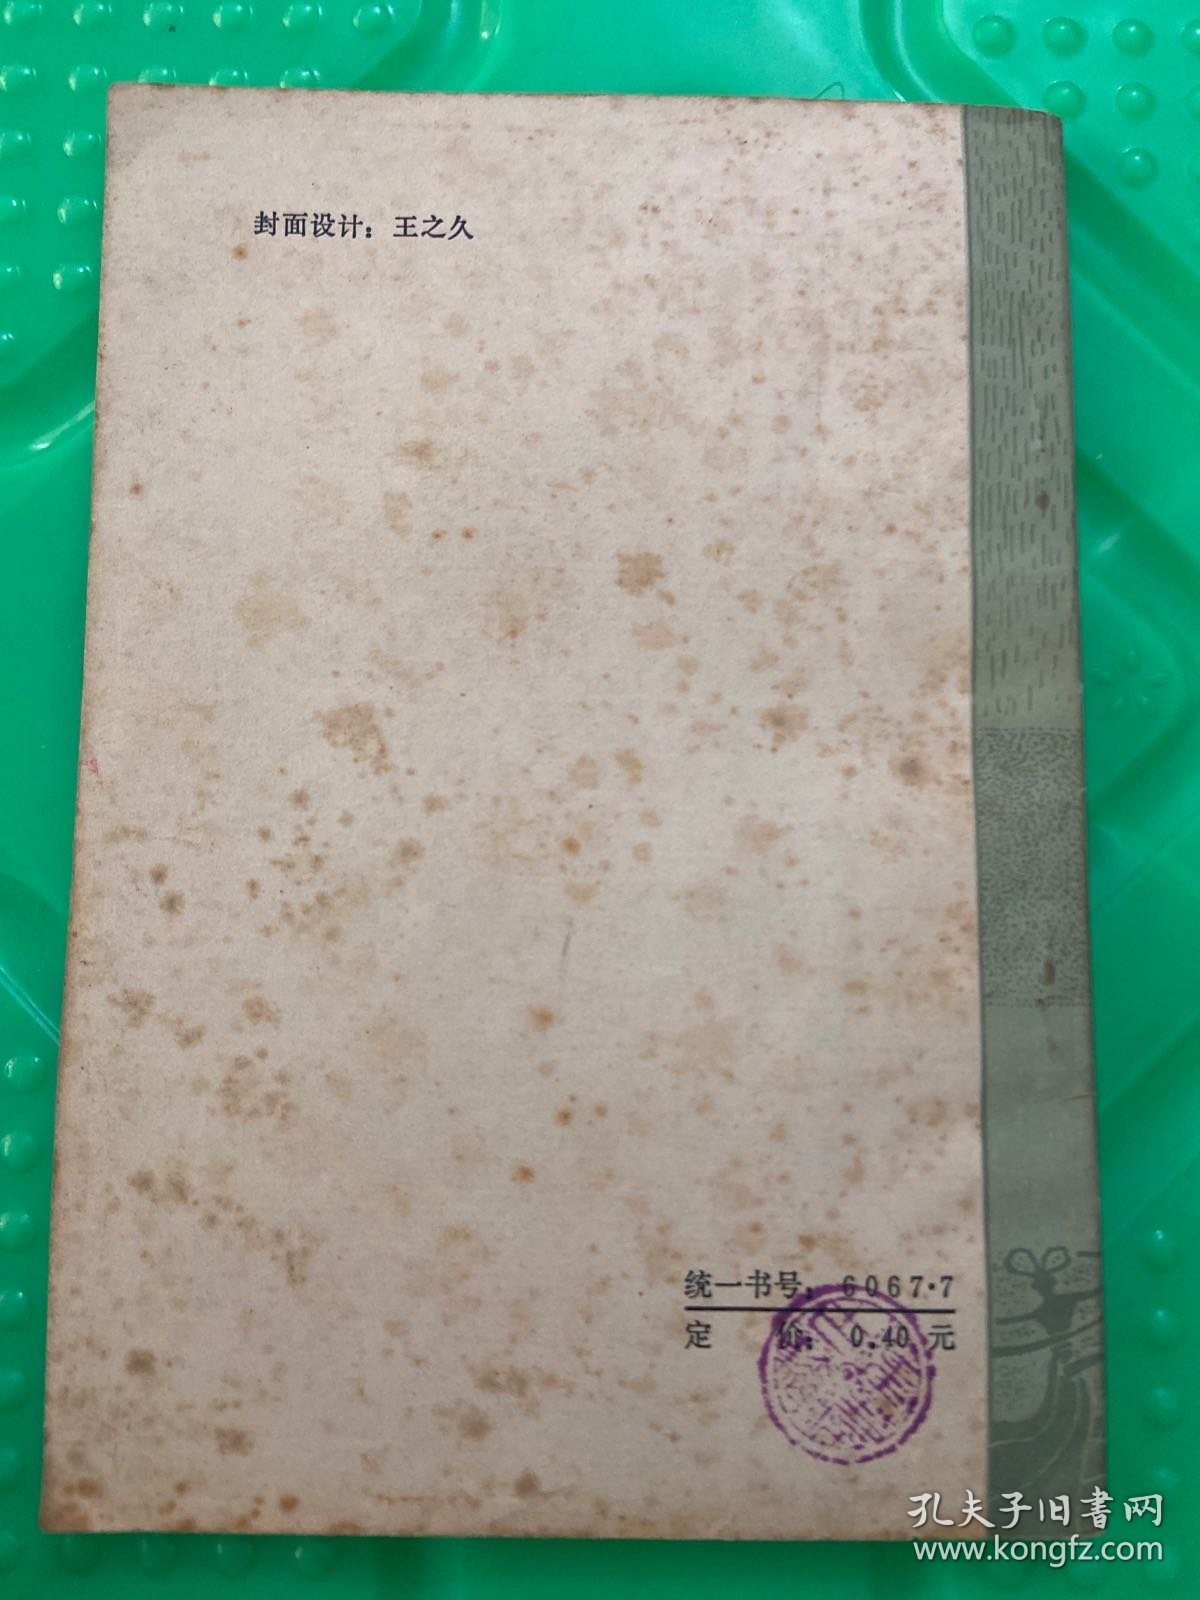 封面设计：王之久
统一书号：6067·7
定　价：0.40元
孔夫子旧書网
www.kongfz.com